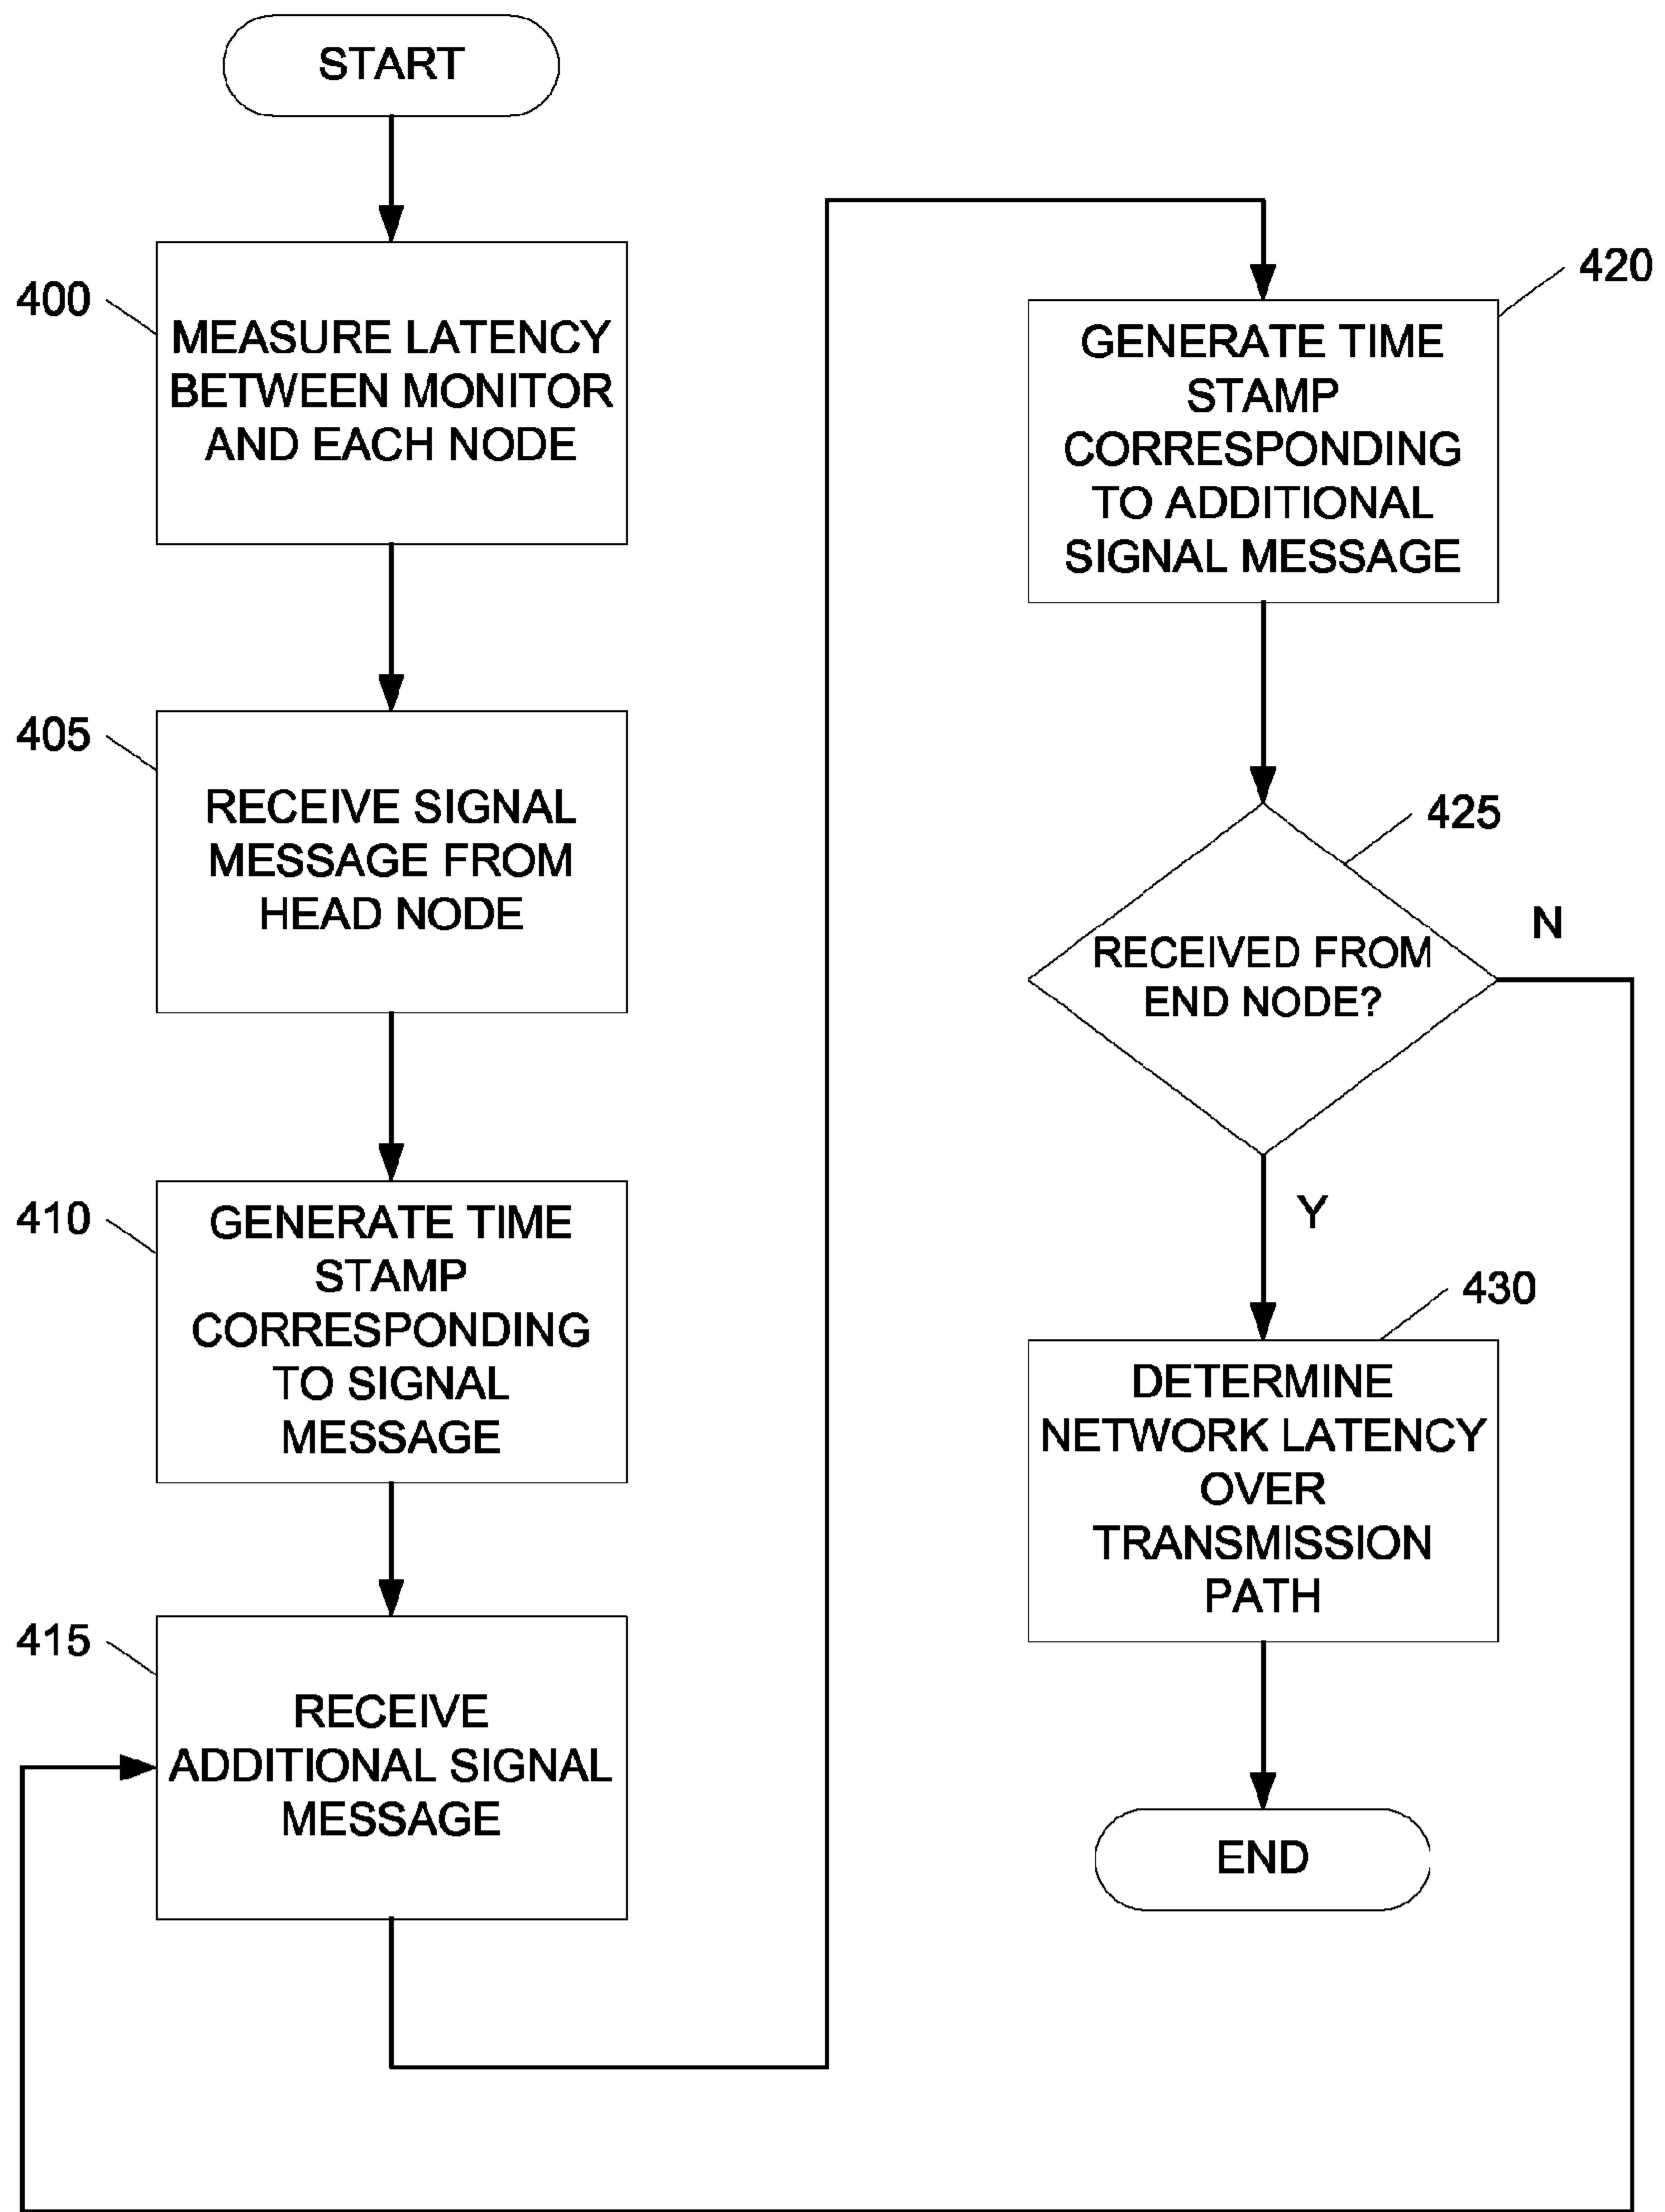 START
400
MEASURE LATENCY
BETWEEN MONITOR
AND EACH NODE
405
RECEIVE SIGNAL
MESSAGE FROM
HEAD NODE
410
GENERATE TIME
STAMP
CORRESPONDING
TO SIGNAL
MESSAGE
415
RECEIVE
ADDITIONAL SIGNAL
MESSAGE
420
GENERATE TIME
STAMP
CORRESPONDING
TO ADDITIONAL
SIGNAL MESSAGE
425
RECEIVED FROM
END NODE?
N
Y
430
DETERMINE
NETWORK LATENCY
OVER
TRANSMISSION
PATH
END